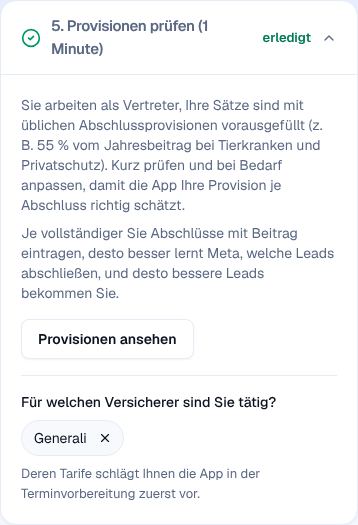 5. Provisionen prüfen (1
Minute)
erledigt
Sie arbeiten als Vertreter, Ihre Sätze sind mit
üblichen Abschlussprovisionen vorausgefüllt (z.
B. 55 % vom Jahresbeitrag bei Tierkranken und
Privatschutz). Kurz prüfen und bei Bedarf
anpassen, damit die App Ihre Provision je
Abschluss richtig schätzt.
Je vollständiger Sie Abschlüsse mit Beitrag
eintragen, desto besser lernt Meta, welche Leads
abschließen, und desto bessere Leads
bekommen Sie.
Provisionen ansehen
Für welchen Versicherer sind Sie tätig?
Generali ×
Deren Tarife schlägt Ihnen die App in der
Terminvorbereitung zuerst vor.